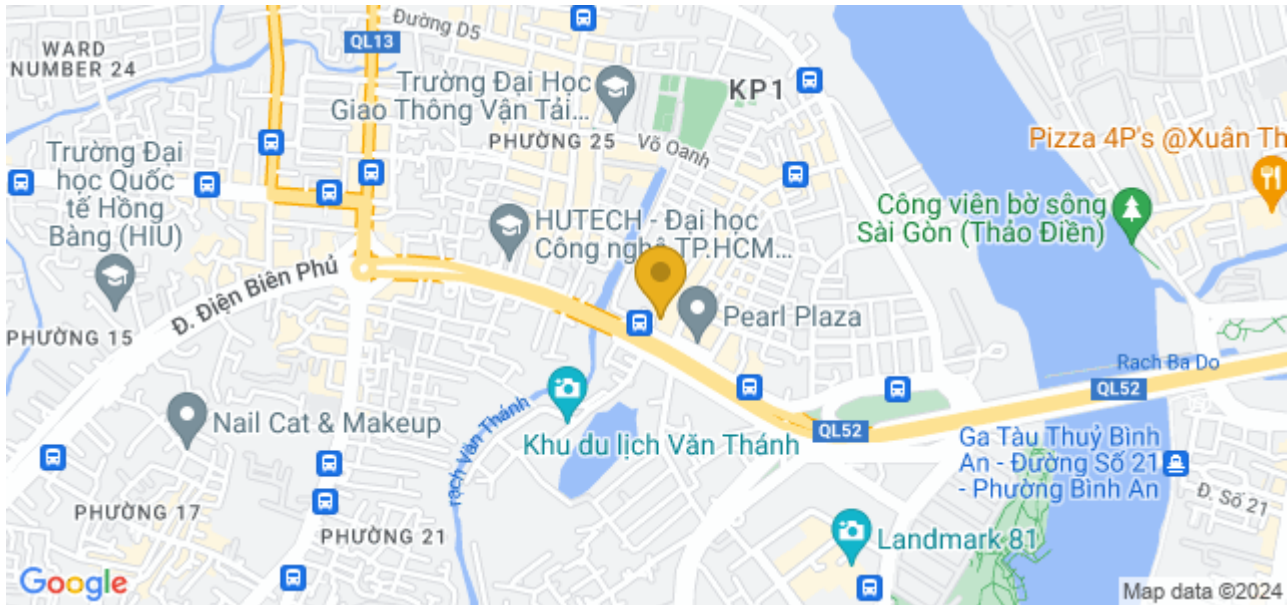 Đường D5
WARD
NUMBER 24
QL13
Trường Đại Học
Giao Thông Vận Tải...
KP1
PHƯỜNG 25
Võ Oanh
Pizza 4P's @Xuân Th
Trường Đại
học Quốc
tế Hồng
Bàng (HIU)
HUTECH - Đại học
Công nghệ TP.HCM...
Công viên bờ sông
Sài Gòn (Thảo Điền)
Đ. Điện Biên Phủ
PHƯỜNG 15
Pearl Plaza
Rach Ba Do
QL52
Nail Cat & Makeup
rạch Văn Thánh
Khu du lịch Văn Thánh
QL52
Ga Tàu Thuỷ Bình
An - Đường Số 21
- Phường Bình An
Đ. Số 21
PHƯỜNG 17
PHƯỜNG 21
Landmark 81
Google
Map data ©2024